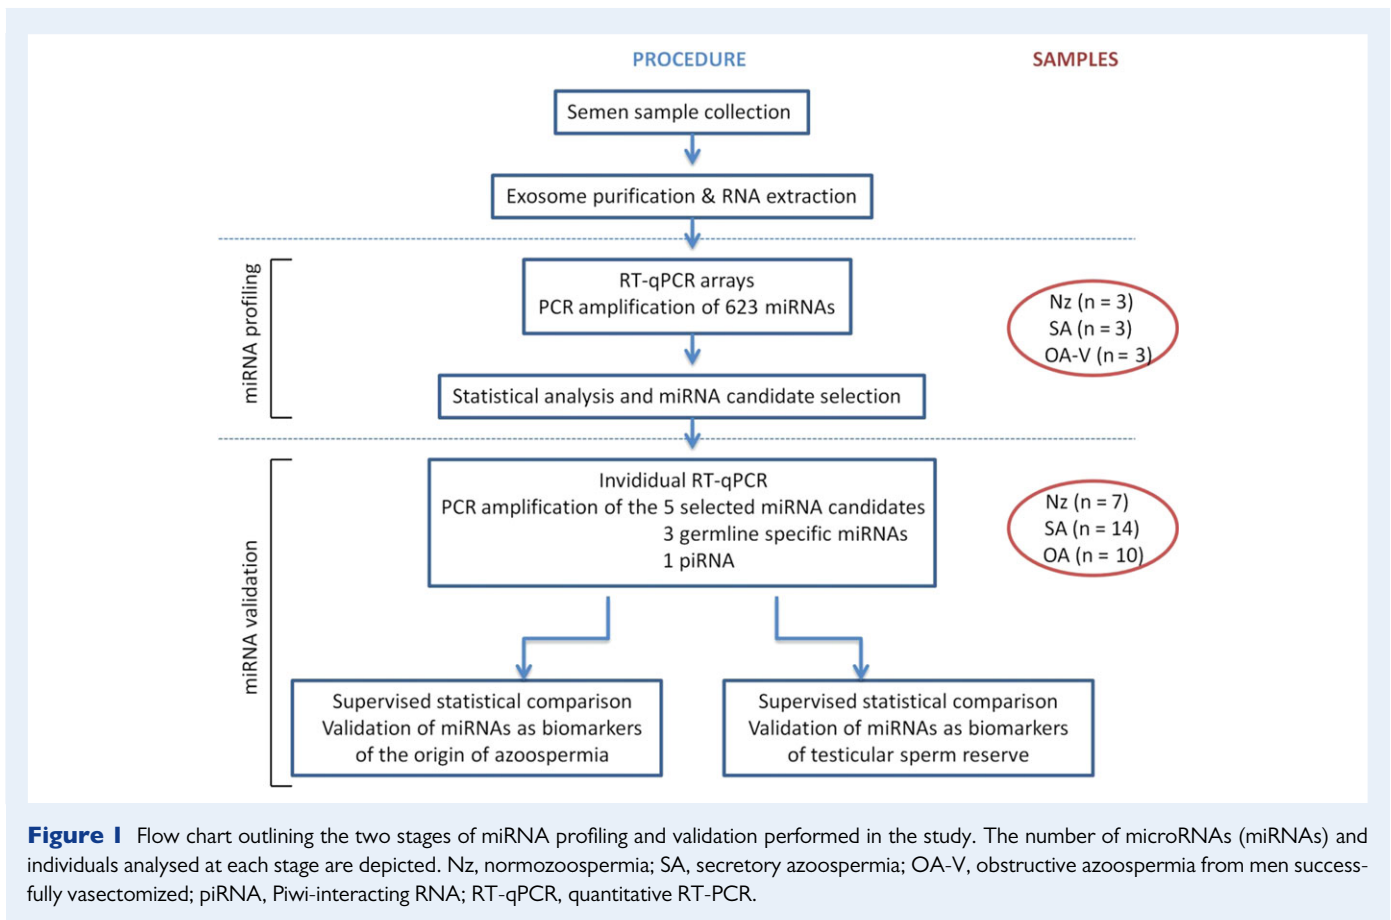 PROCEDURE
SAMPLES
Semen sample collection
Exosome purification & RNA extraction
miRNA profiling
RT-qPCR arrays
PCR amplification of 623 miRNAs
Nz (n = 3)
SA (n = 3)
OA-V (n = 3)
Statistical analysis and miRNA candidate selection
miRNA validation
Invididual RT-qPCR
PCR amplification of the 5 selected miRNA candidates
3 germline specific miRNAs
1 piRNA
Nz (n = 7)
SA (n = 14)
OA (n = 10)
Supervised statistical comparison
Validation of miRNAs as biomarkers
of the origin of azoospermia
Supervised statistical comparison
Validation of miRNAs as biomarkers
of testicular sperm reserve
Figure 1 Flow chart outlining the two stages of miRNA profiling and validation performed in the study. The number of microRNAs (miRNAs) and
individuals analysed at each stage are depicted. Nz, normozoospermia; SA, secretory azoospermia; OA-V, obstructive azoospermia from men success-
fully vasectomized; piRNA, Piwi-interacting RNA; RT-qPCR, quantitative RT-PCR.